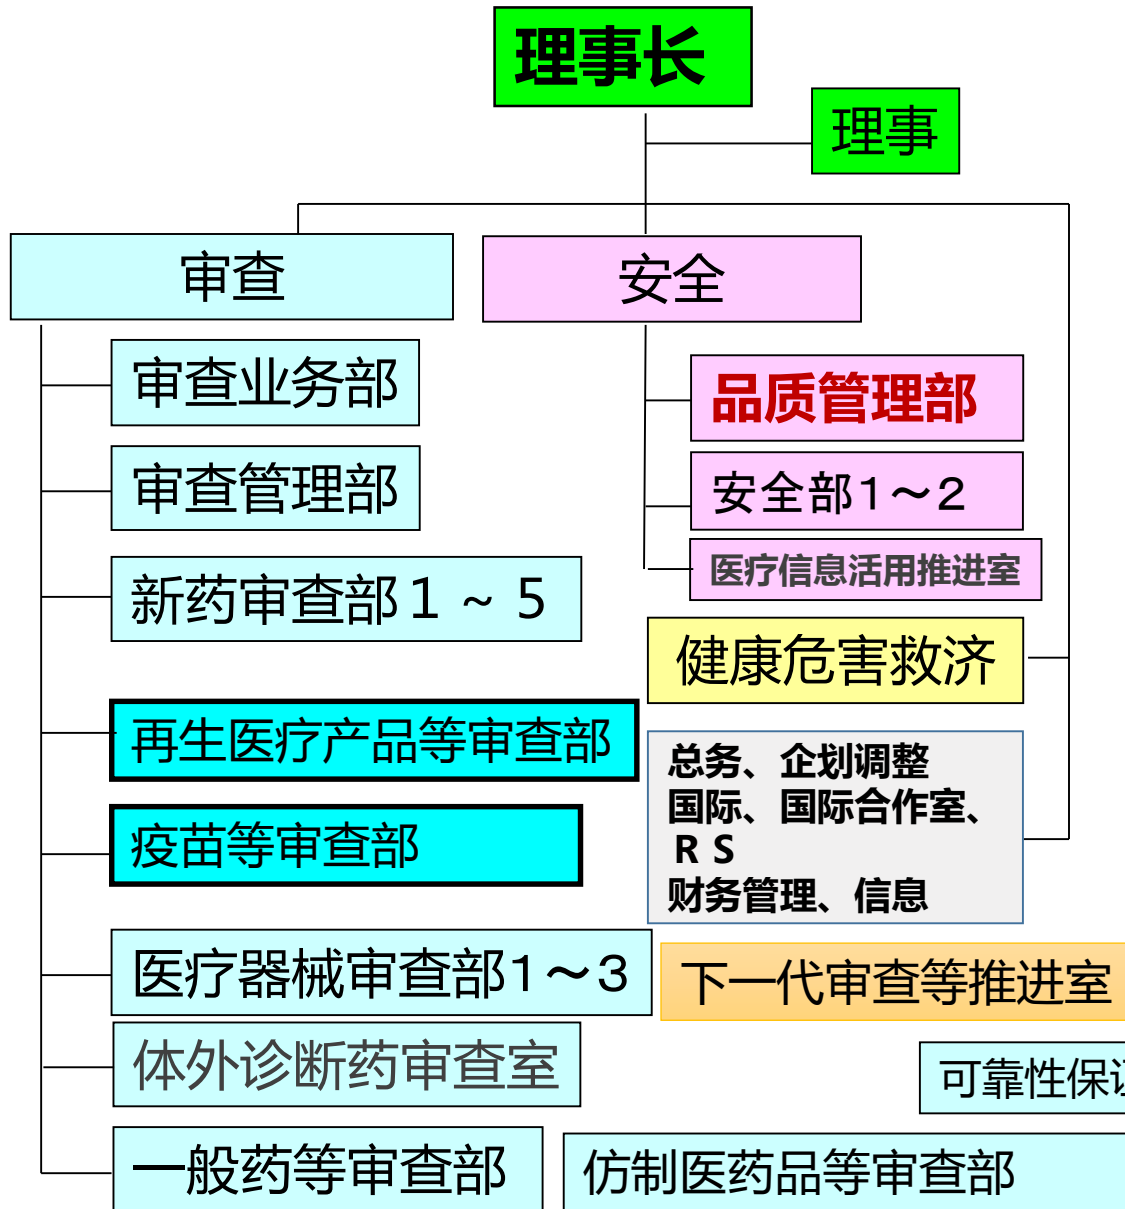 理事长
理事
审查
安全
审查业务部
品质管理部
审查管理部
安全部１～２
医疗信息活用推进室
新药审查部１～５
健康危害救济
再生医疗产品等审查部
总务、企划调整
国际、国际合作室、
ＲＳ
财务管理、信息
疫苗等审查部
医疗器械审查部１～３
下一代审查等推进室
体外诊断药审查室
可靠性保证
一般药等审查部
仿制医药品等审查部